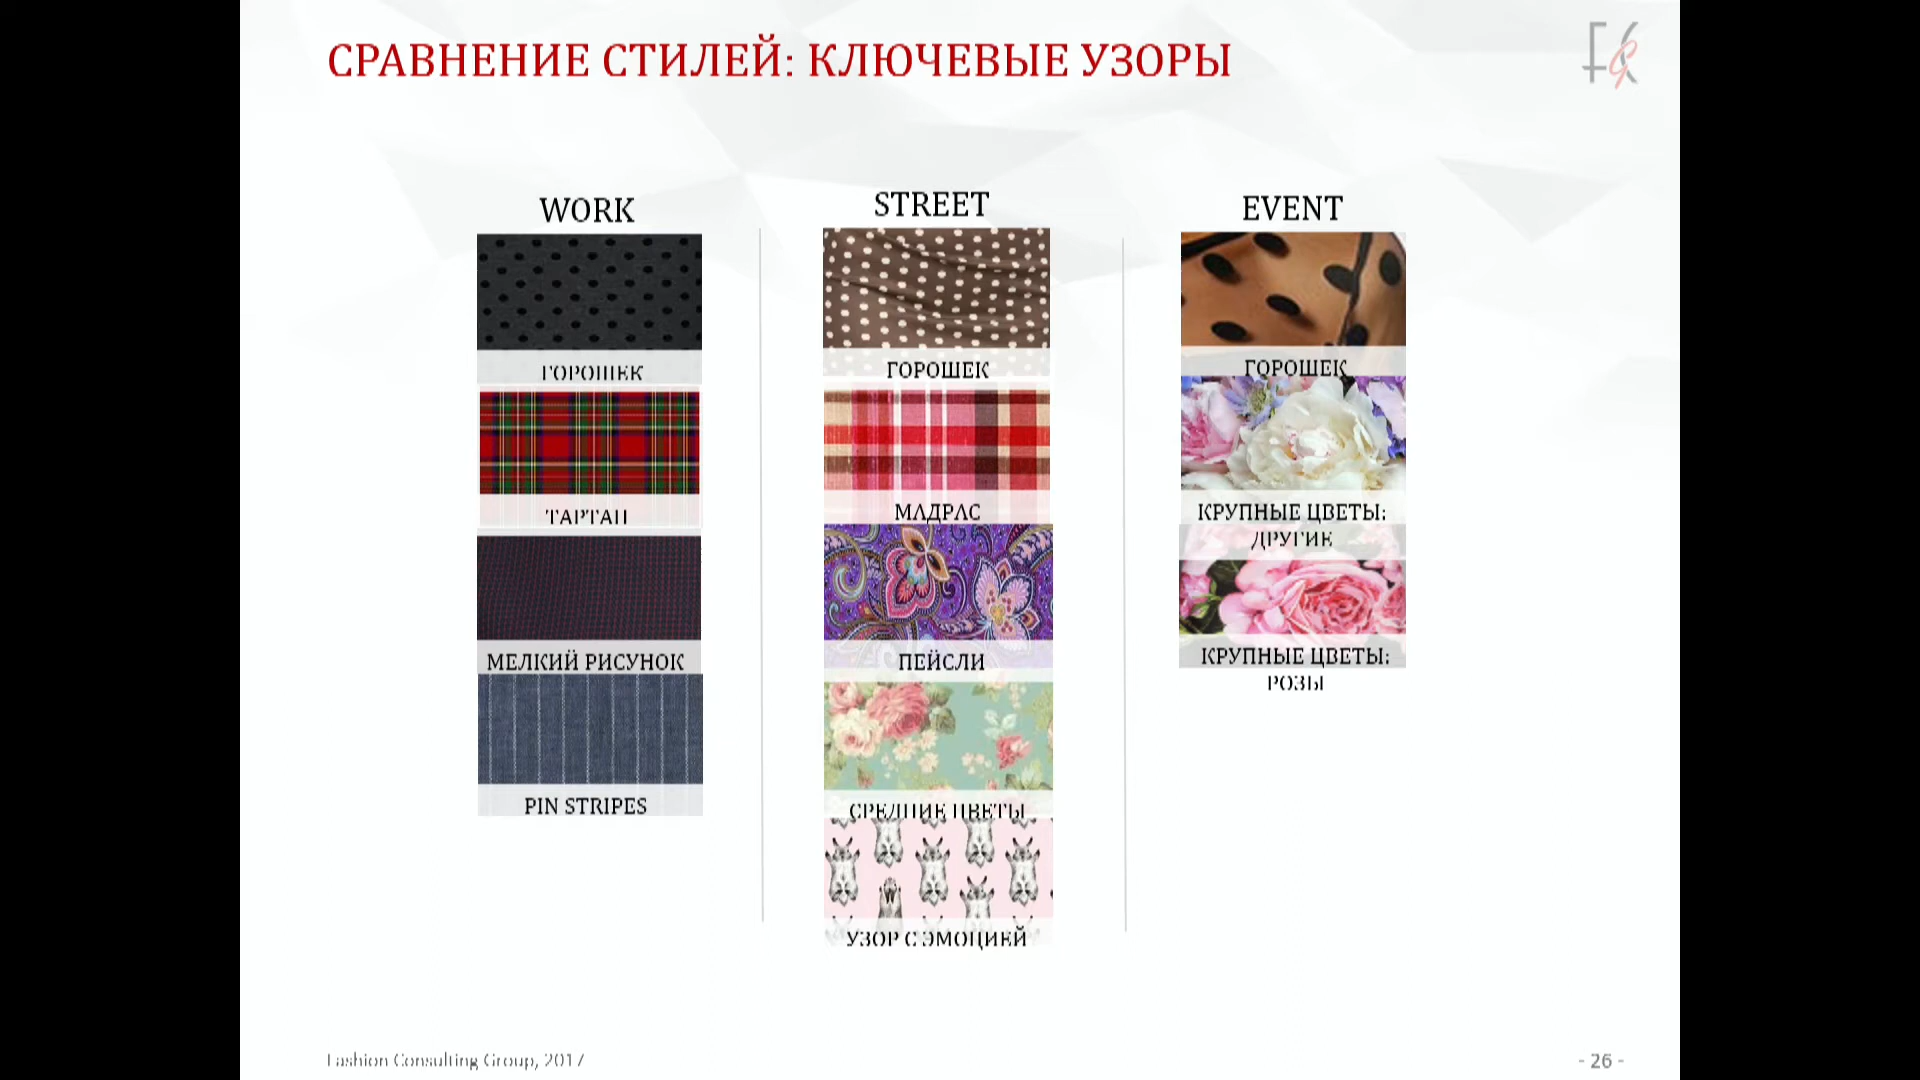 СРАВНЕНИЕ СТИЛЕЙ: КЛЮЧЕВЫЕ УЗОРЫ
WORK
ГОРОШЕК
ТАРТАН
МЕЛКИЙ РИСУНОК
PIN STRIPES
STREET
ГОРОШЕК
МАДРАС
ПЕЙСЛИ
СРЕДНИЕ ЦВЕТЫ
УЗОР С ЭМОЦИЕЙ
EVENT
ГОРОШЕК
КРУПНЫЕ ЦВЕТЫ:
ДРУГИЕ
КРУПНЫЕ ЦВЕТЫ:
РОЗЫ
Fashion Consulting Group, 2017
- 26 -